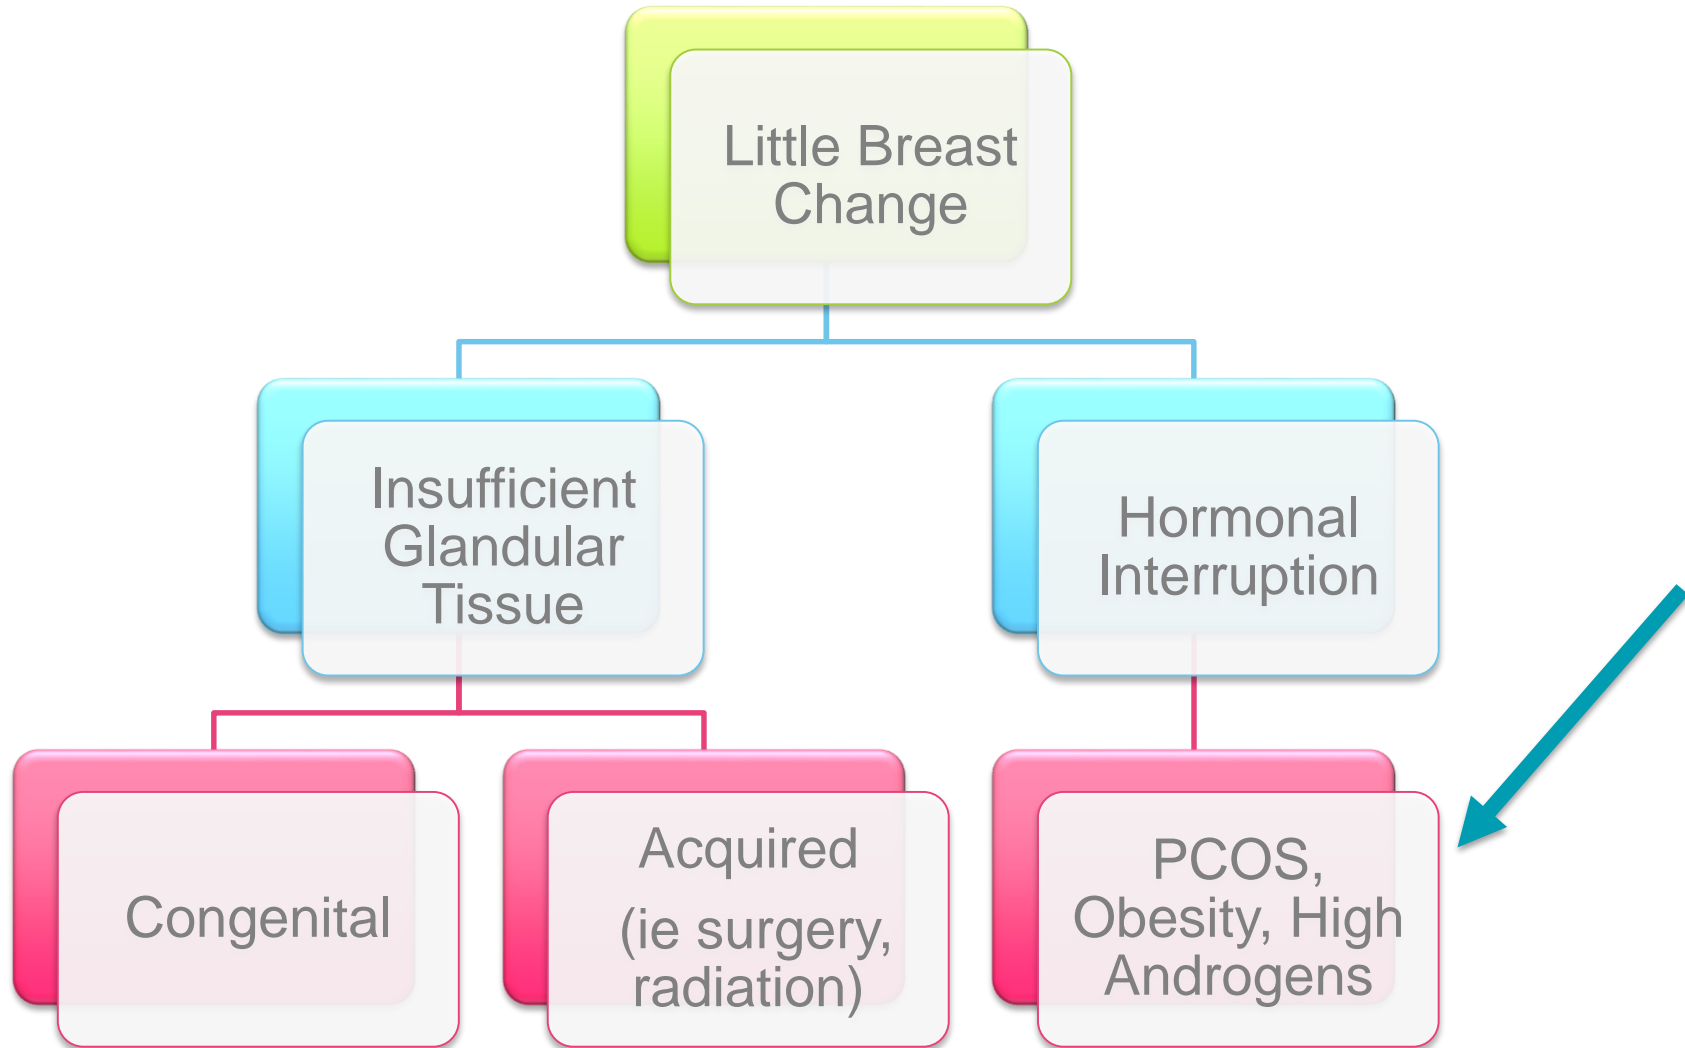 Little Breast
Change
Insufficient
Glandular
Tissue
Hormonal
Interruption
Congenital
Acquired
(ie surgery,
radiation)
PCOS,
Obesity, High
Androgens